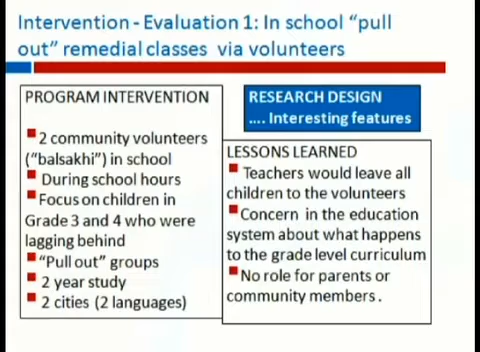 Intervention - Evaluation 1: In school “pull
out” remedial classes via volunteers
PROGRAM INTERVENTION
2 community volunteers
(“balsakhi”) in school
During school hours
Focus on children in
Grade 3 and 4 who were
lagging behind
“Pull out” groups
2 year study
2 cities (2 languages)
RESEARCH DESIGN
.... Interesting features
LESSONS LEARNED
Teachers would leave all
children to the volunteers
Concern in the education
system about what happens
to the grade level curriculum
No role for parents or
community members .